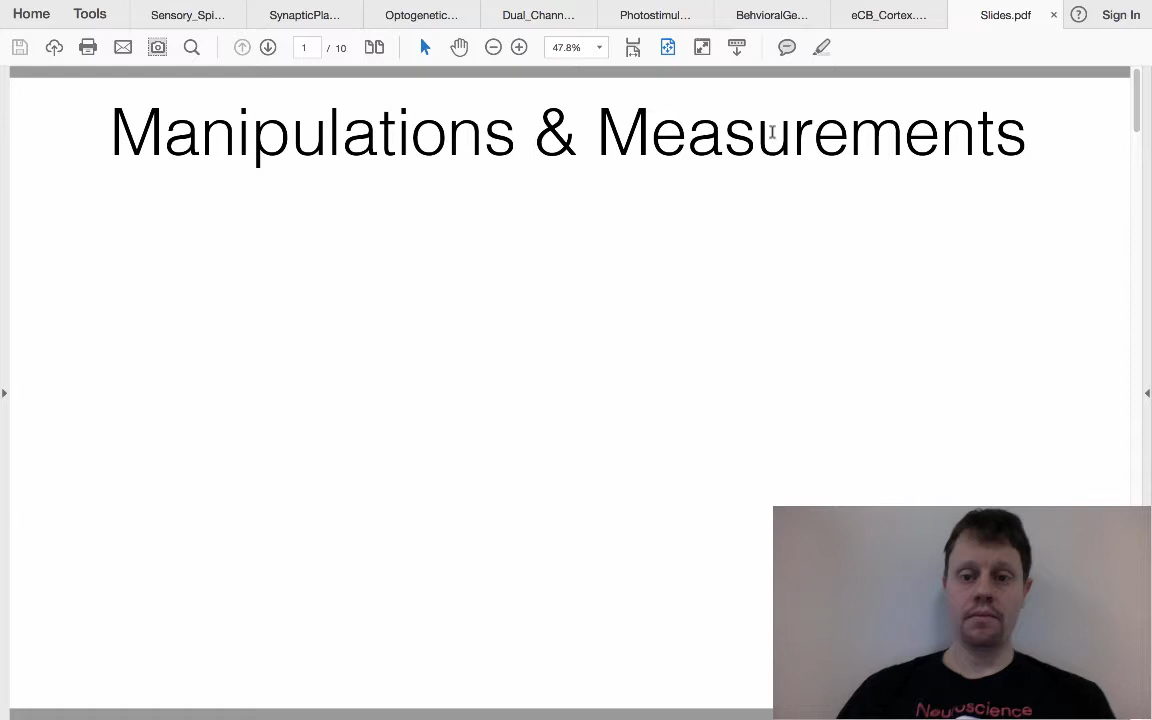 Home Tools Sensory_Spi... SynapticPla... Optogenetic... Dual_Chann... Photostimul... BehvioralGe... eCB_Cortex.... Slides.pdf × ? Sign In
1 / 10 47.8%
Manipulations & Measurements
Neuroscience